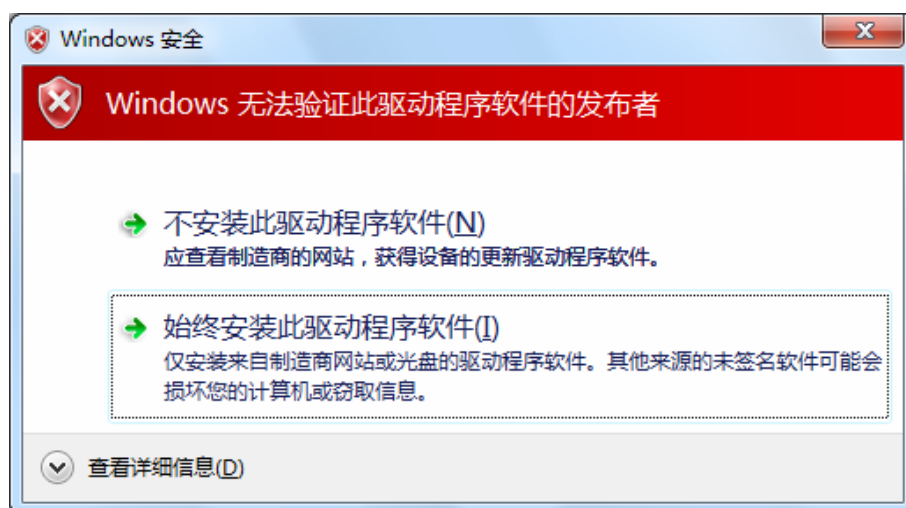 Windows 安全
Windows 无法验证此驱动程序软件的发布者
不安装此驱动程序软件(N)
应查看制造商的网站，获得设备的更新驱动程序软件。
始终安装此驱动程序软件(I)
仅安装来自制造商网站或光盘的驱动程序软件。其他来源的未签名软件可能会
损坏您的计算机或窃取信息。
查看详细信息(D)